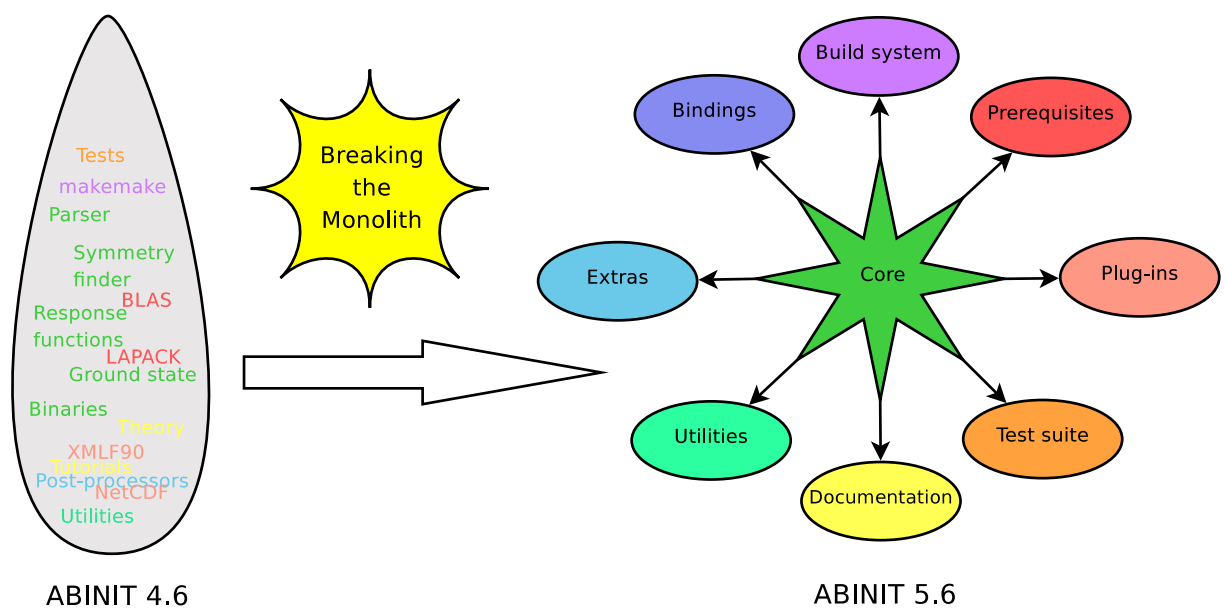 Tests
makemake
Parser
Symmetry
finder
BLAS
Response
functions
LAPACK
Ground state
Binaries
Theory
XMLF90
Tutorials
Post-processors
NetCDF
Utilities
ABINIT 4.6
Breaking
the
Monolith
Build system
Bindings
Prerequisites
Extras
Core
Plug-ins
Utilities
Test suite
Documentation
ABINIT 5.6